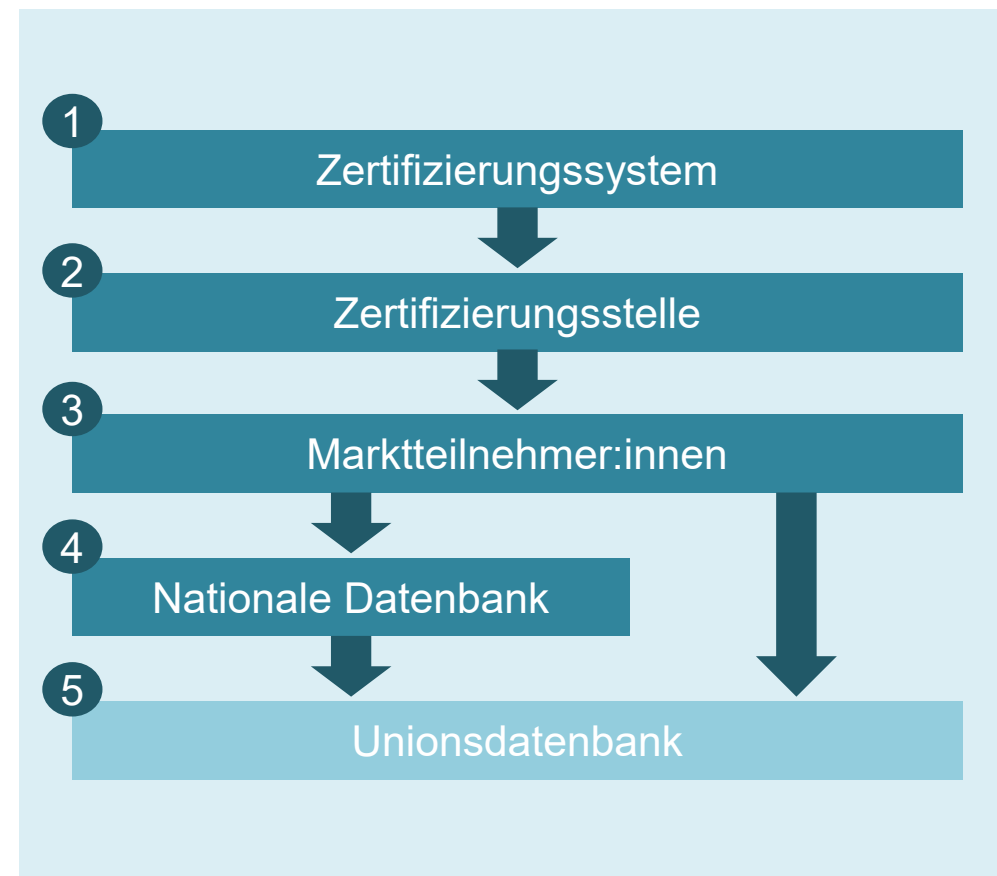 1
Zertifizierungssystem
2
Zertifizierungsstelle
3
Marktteilnehmer:innen
4
Nationale Datenbank
5
Unionsdatenbank